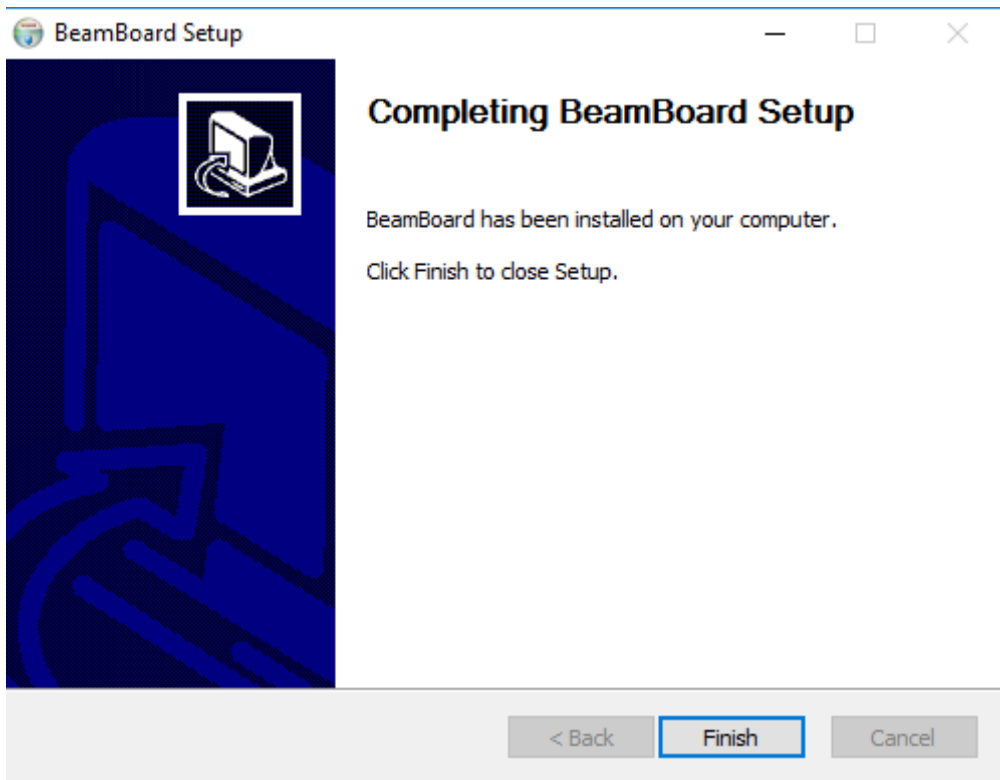 BeamBoard Setup
Completing BeamBoard Setup
BeamBoard has been installed on your computer.
Click Finish to close Setup.
< Back
Finish
Cancel